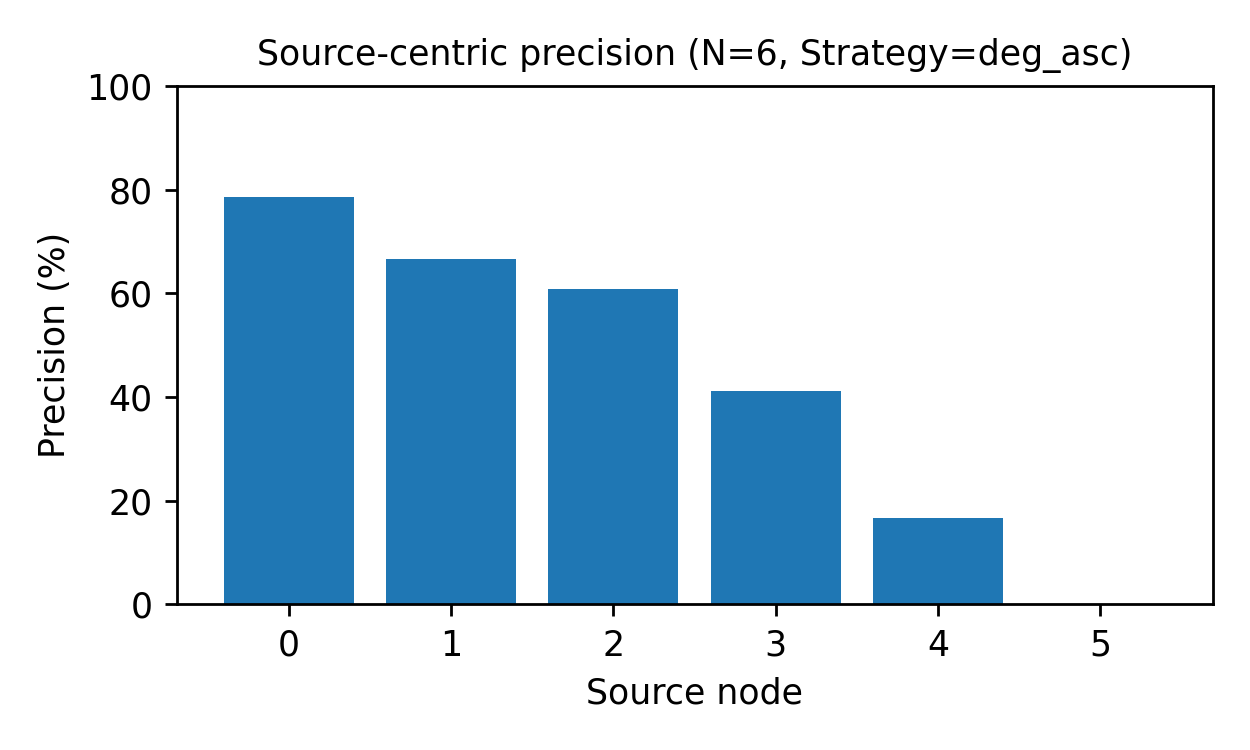 Source-centric precision (N=6, Strategy=deg_asc)
100
80
60
40
20
0
Precision (%)
0 1 2 3 4 5
Source node